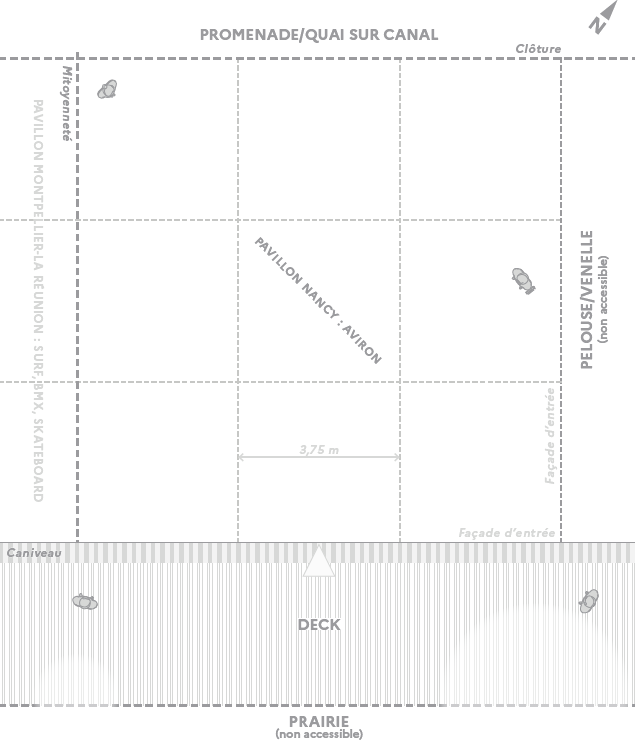 N
PROMENADE/QUAI SUR CANAL
Clôture
Mitoyenneté
PAVILLON MONTPELLIER-LA RÉUNION : SURF, BMX, SKATEBOARD
PAVILLON NANCY : AVIRON
PELOUSE/VENELLE
(non accessible)
Façade d'entrée
3,75 m
Façade d'entrée
Caniveau
DECK
PRAIRIE
(non accessible)